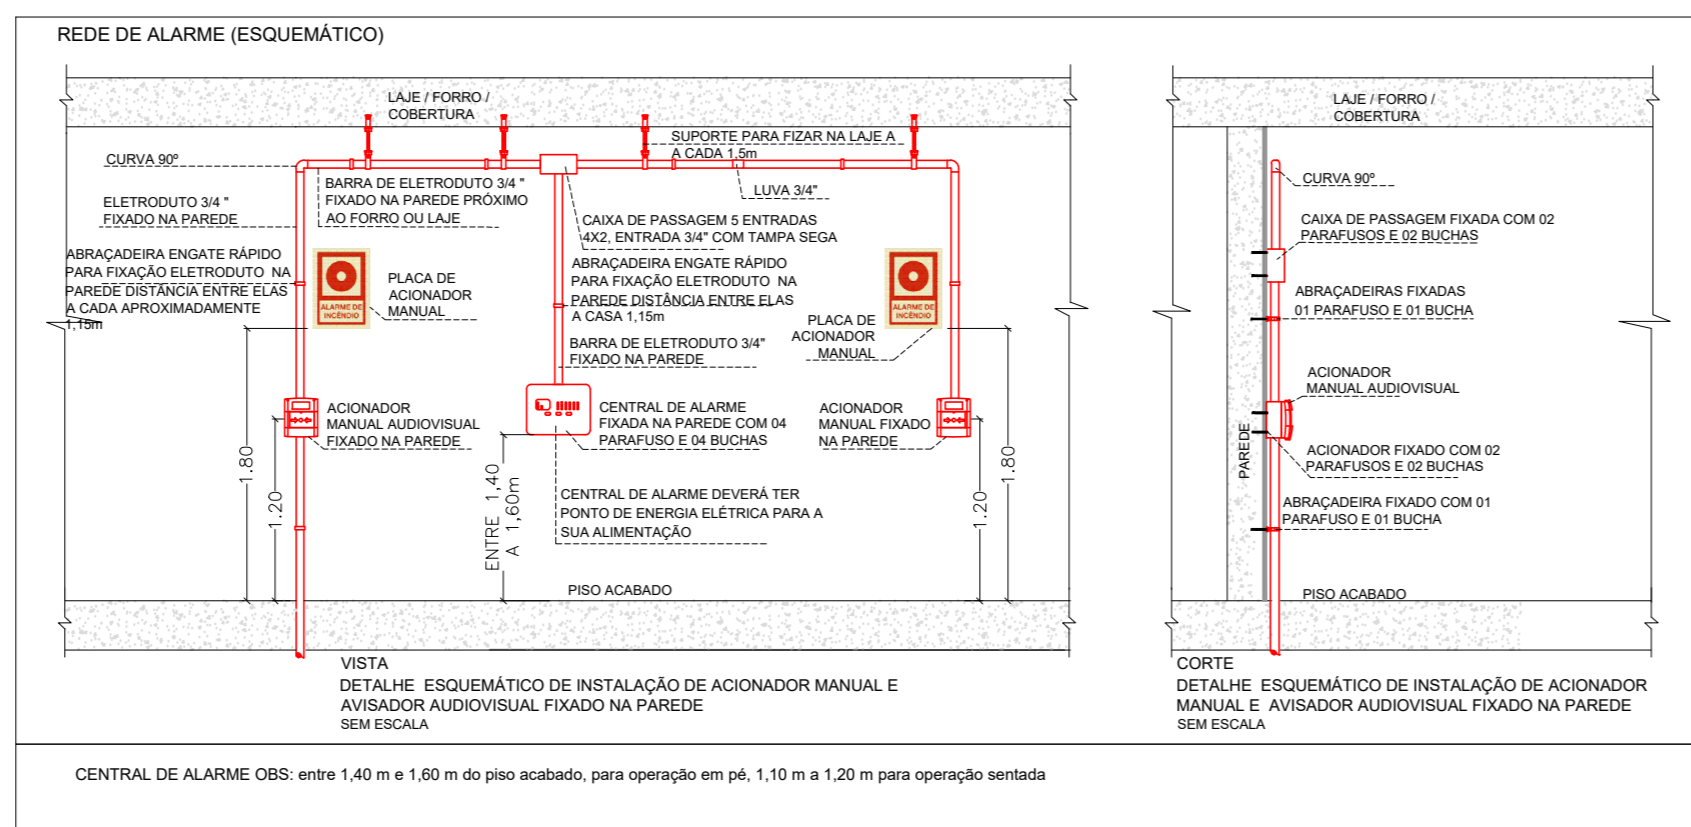 REDE DE ALARME (ESQUEMÁTICO)
LAJE / FORRO /
COBERTURA
SUPORTE PARA FIZAR NA LAJE A
A CADA 1,5m
CURVA 90º
BARRA DE ELETRODUTO 3/4 "
FIXADO NA PAREDE PRÓXIMO
AO FORRO OU LAJE
LUVA 3/4"
ELETRODUTO 3/4 "
FIXADO NA PAREDE
CAIXA DE PASSAGEM 5 ENTRADAS
4X2, ENTRADA 3/4" COM TAMPA SEGA
ABRAÇADEIRA ENGATE RÁPIDO
PARA FIXAÇÃO ELETRODUTO NA
PAREDE DISTÂNCIA ENTRE ELAS
A CADA APROXIMADAMENTE
1,15m
ALARME DE
INCÊNDIO
PLACA DE
ACIONADOR
MANUAL
ABRAÇADEIRA ENGATE RÁPIDO
PARA FIXAÇÃO ELETRODUTO NA
PAREDE DISTÂNCIA ENTRE ELAS
A CASA 1,15m
ALARME DE
INCÊNDIO
PLACA DE
ACIONADOR
MANUAL
BARRA DE ELETRODUTO 3/4"
FIXADO NA PAREDE
ACIONADOR
MANUAL AUDIOVISUAL
FIXADO NA PAREDE
CENTRAL DE ALARME
FIXADA NA PAREDE COM 04
PARAFUSO E 04 BUCHAS
ACIONADOR
MANUAL FIXADO
NA PAREDE
1.80
1.20
ENTRE 1,40
A 1,60m
CENTRAL DE ALARME DEVERÁ TER
PONTO DE ENERGIA ELÉTRICA PARA A
SUA ALIMENTAÇÃO
1.20
1.80
PISO ACABADO
VISTA
DETALHE ESQUEMÁTICO DE INSTALAÇÃO DE ACIONADOR MANUAL E
AVISADOR AUDIOVISUAL FIXADO NA PAREDE
SEM ESCALA
LAJE / FORRO /
COBERTURA
CURVA 90º
CAIXA DE PASSAGEM FIXADA COM 02
PARAFUSOS E 02 BUCHAS
ABRAÇADEIRAS FIXADAS
01 PARAFUSO E 01 BUCHA
ACIONADOR
MANUAL AUDIOVISUAL
PAREDE
ACIONADOR FIXADO COM 02
PARAFUSOS E 02 BUCHAS
ABRAÇADEIRA FIXADO COM 01
PARAFUSO E 01 BUCHA
PISO ACABADO
CORTE
DETALHE ESQUEMÁTICO DE INSTALAÇÃO DE ACIONADOR
MANUAL E AVISADOR AUDIOVISUAL FIXADO NA PAREDE
SEM ESCALA
CENTRAL DE ALARME OBS: entre 1,40 m e 1,60 m do piso acabado, para operação em pé, 1,10 m a 1,20 m para operação sentada